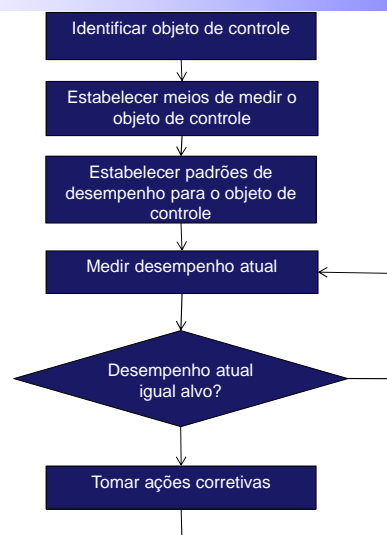 Identificar objeto de controle
Estabelecer meios de medir o
objeto de controle
Estabelecer padrões de
desempenho para o objeto de
controle
Medir desempenho atual
Desempenho atual
igual alvo?
Tomar ações corretivas